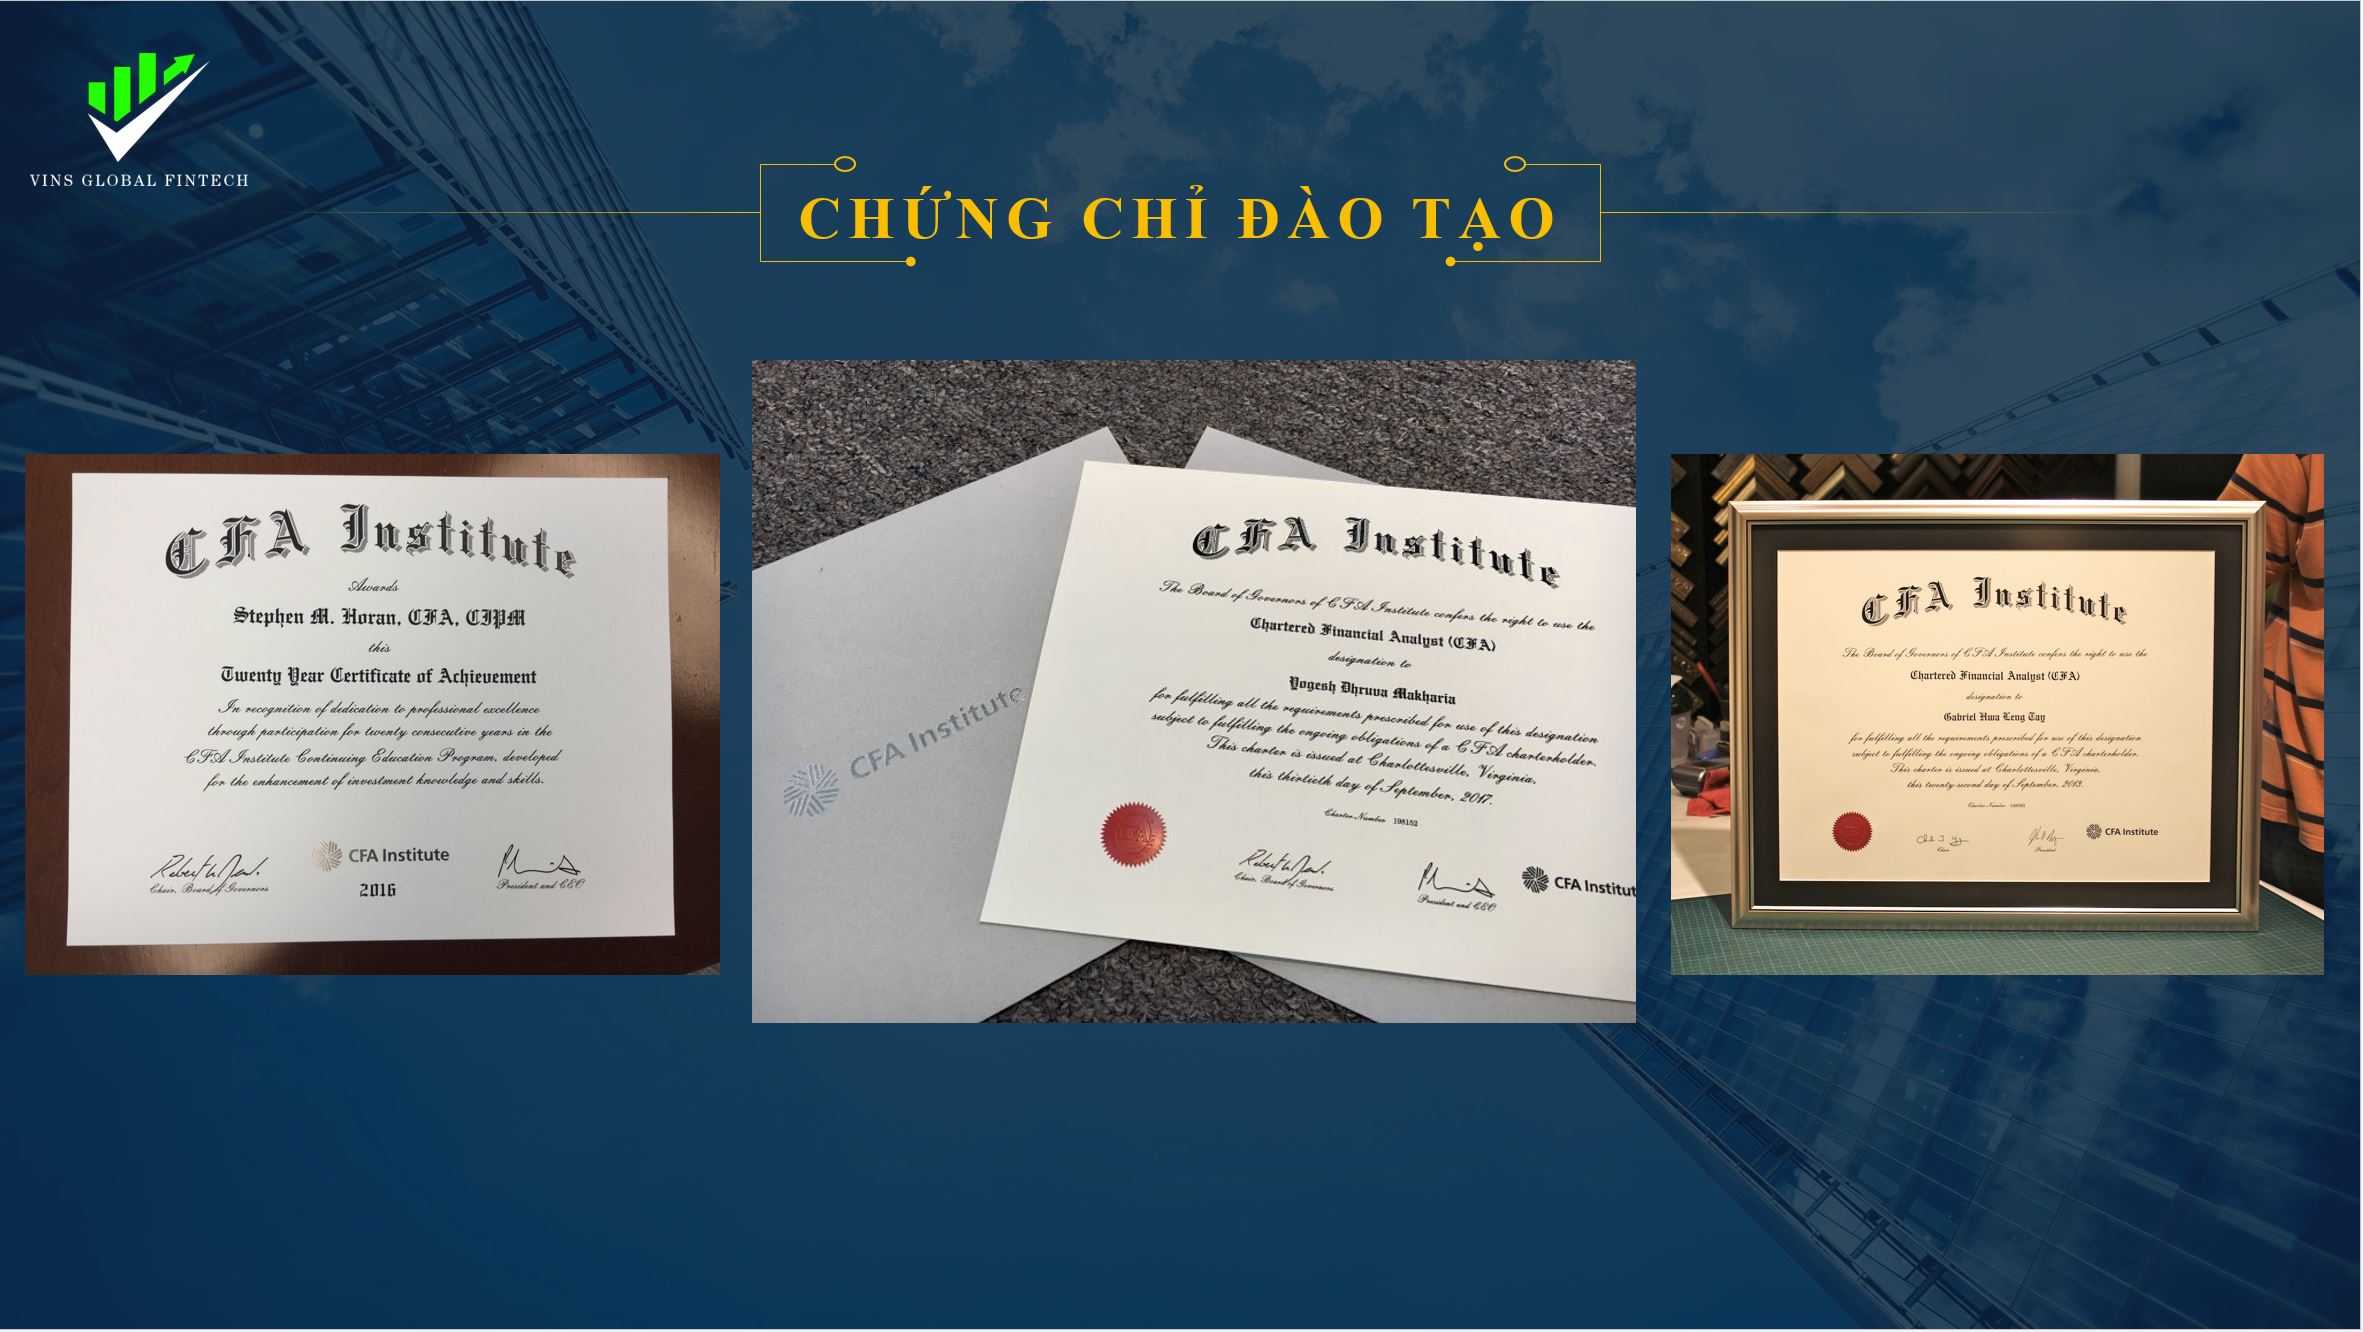 VINS GLOBAL FINTECH
CHỨNG CHỈ ĐÀO TẠO
CFA Institute
Awards
Stephen M. Horan, CFA, CIPM
this
Twenty Year Certificate of Achievement
In recognition of dedication to professional excellence
through participation for twenty consecutive years in the
CFA Institute Continuing Education Program, developed
for the enhancement of investment knowledge and skills.
Chair, Board of Governors
CFA Institute
2016
President and CEO
CFA Institute
CFA Institute
The Board of Governors of CFA Institute confers the right to use the
Chartered Financial Analyst (CFA)
designation to
Yogesh Dhruva Makharia
for fulfilling all the requirements prescribed for use of this designation
subject to fulfilling the ongoing obligations of a CFA charterholder.
This charter is issued at Charlottesville, Virginia,
this thirtieth day of September, 2017.
Charter Number 198152
CFA
Chair, Board of Governors
President and CEO
CFA Institut
CFA Institute
The Board of Governors of CFA Institute confers the right to use the
Chartered Financial Analyst (CFA)
designation to
Gabriel Hwa Leng Tay
for fulfilling all the requirements prescribed for use of this designation
subject to fulfilling the ongoing obligations of a CFA charterholder.
This charter is issued at Charlottesville, Virginia,
this twenty-second day of September, 2013.
Charter Number
Chair
President
CFA Institute